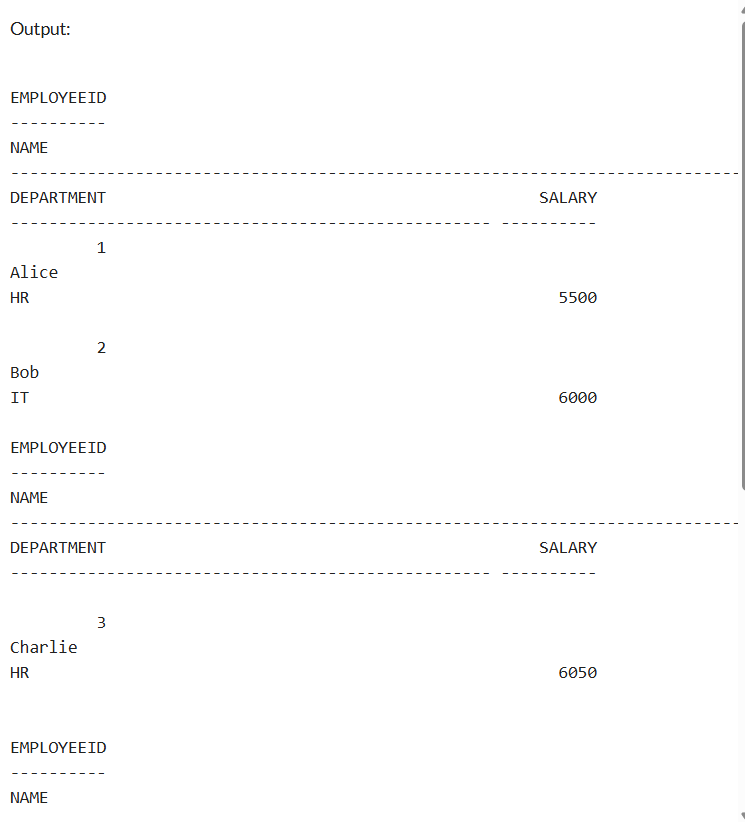 Output:
EMPLOYEEID
----------
NAME
----------------------------------------------------------------------------
DEPARTMENT                                             SALARY
-------------------------------------------------- ----------
         1
Alice
HR                                                       5500
         2
Bob
IT                                                       6000
EMPLOYEEID
----------
NAME
----------------------------------------------------------------------------
DEPARTMENT                                             SALARY
-------------------------------------------------- ----------
         3
Charlie
HR                                                       6050
EMPLOYEEID
----------
NAME